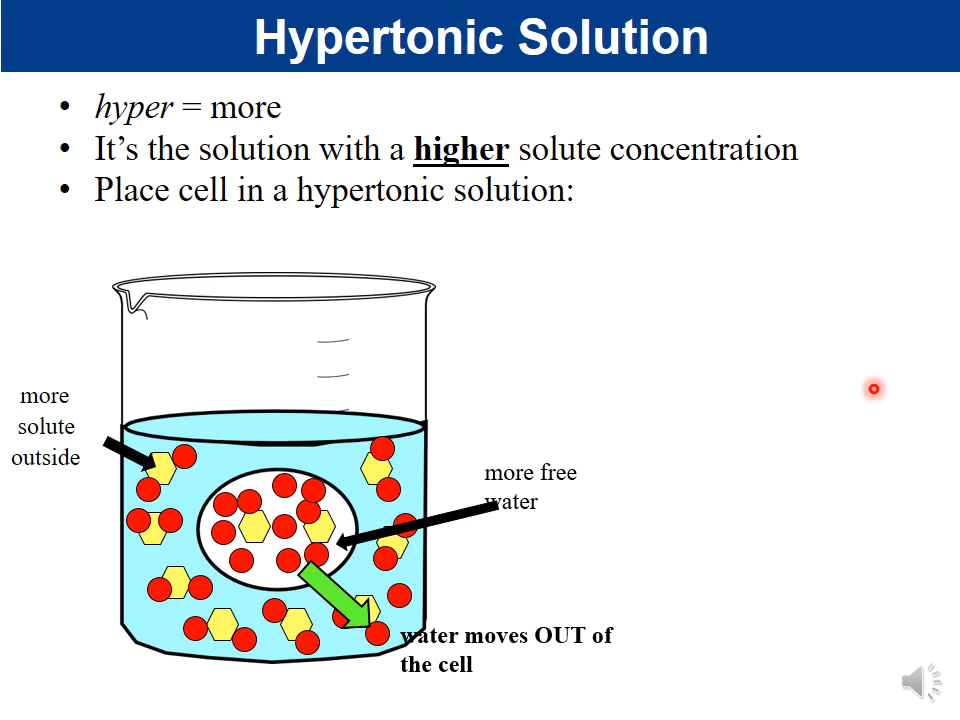 Hypertonic Solution
• hyper = more
• It’s the solution with a higher solute concentration
• Place cell in a hypertonic solution:
more
solute
outside
more free
water
water moves OUT of
the cell